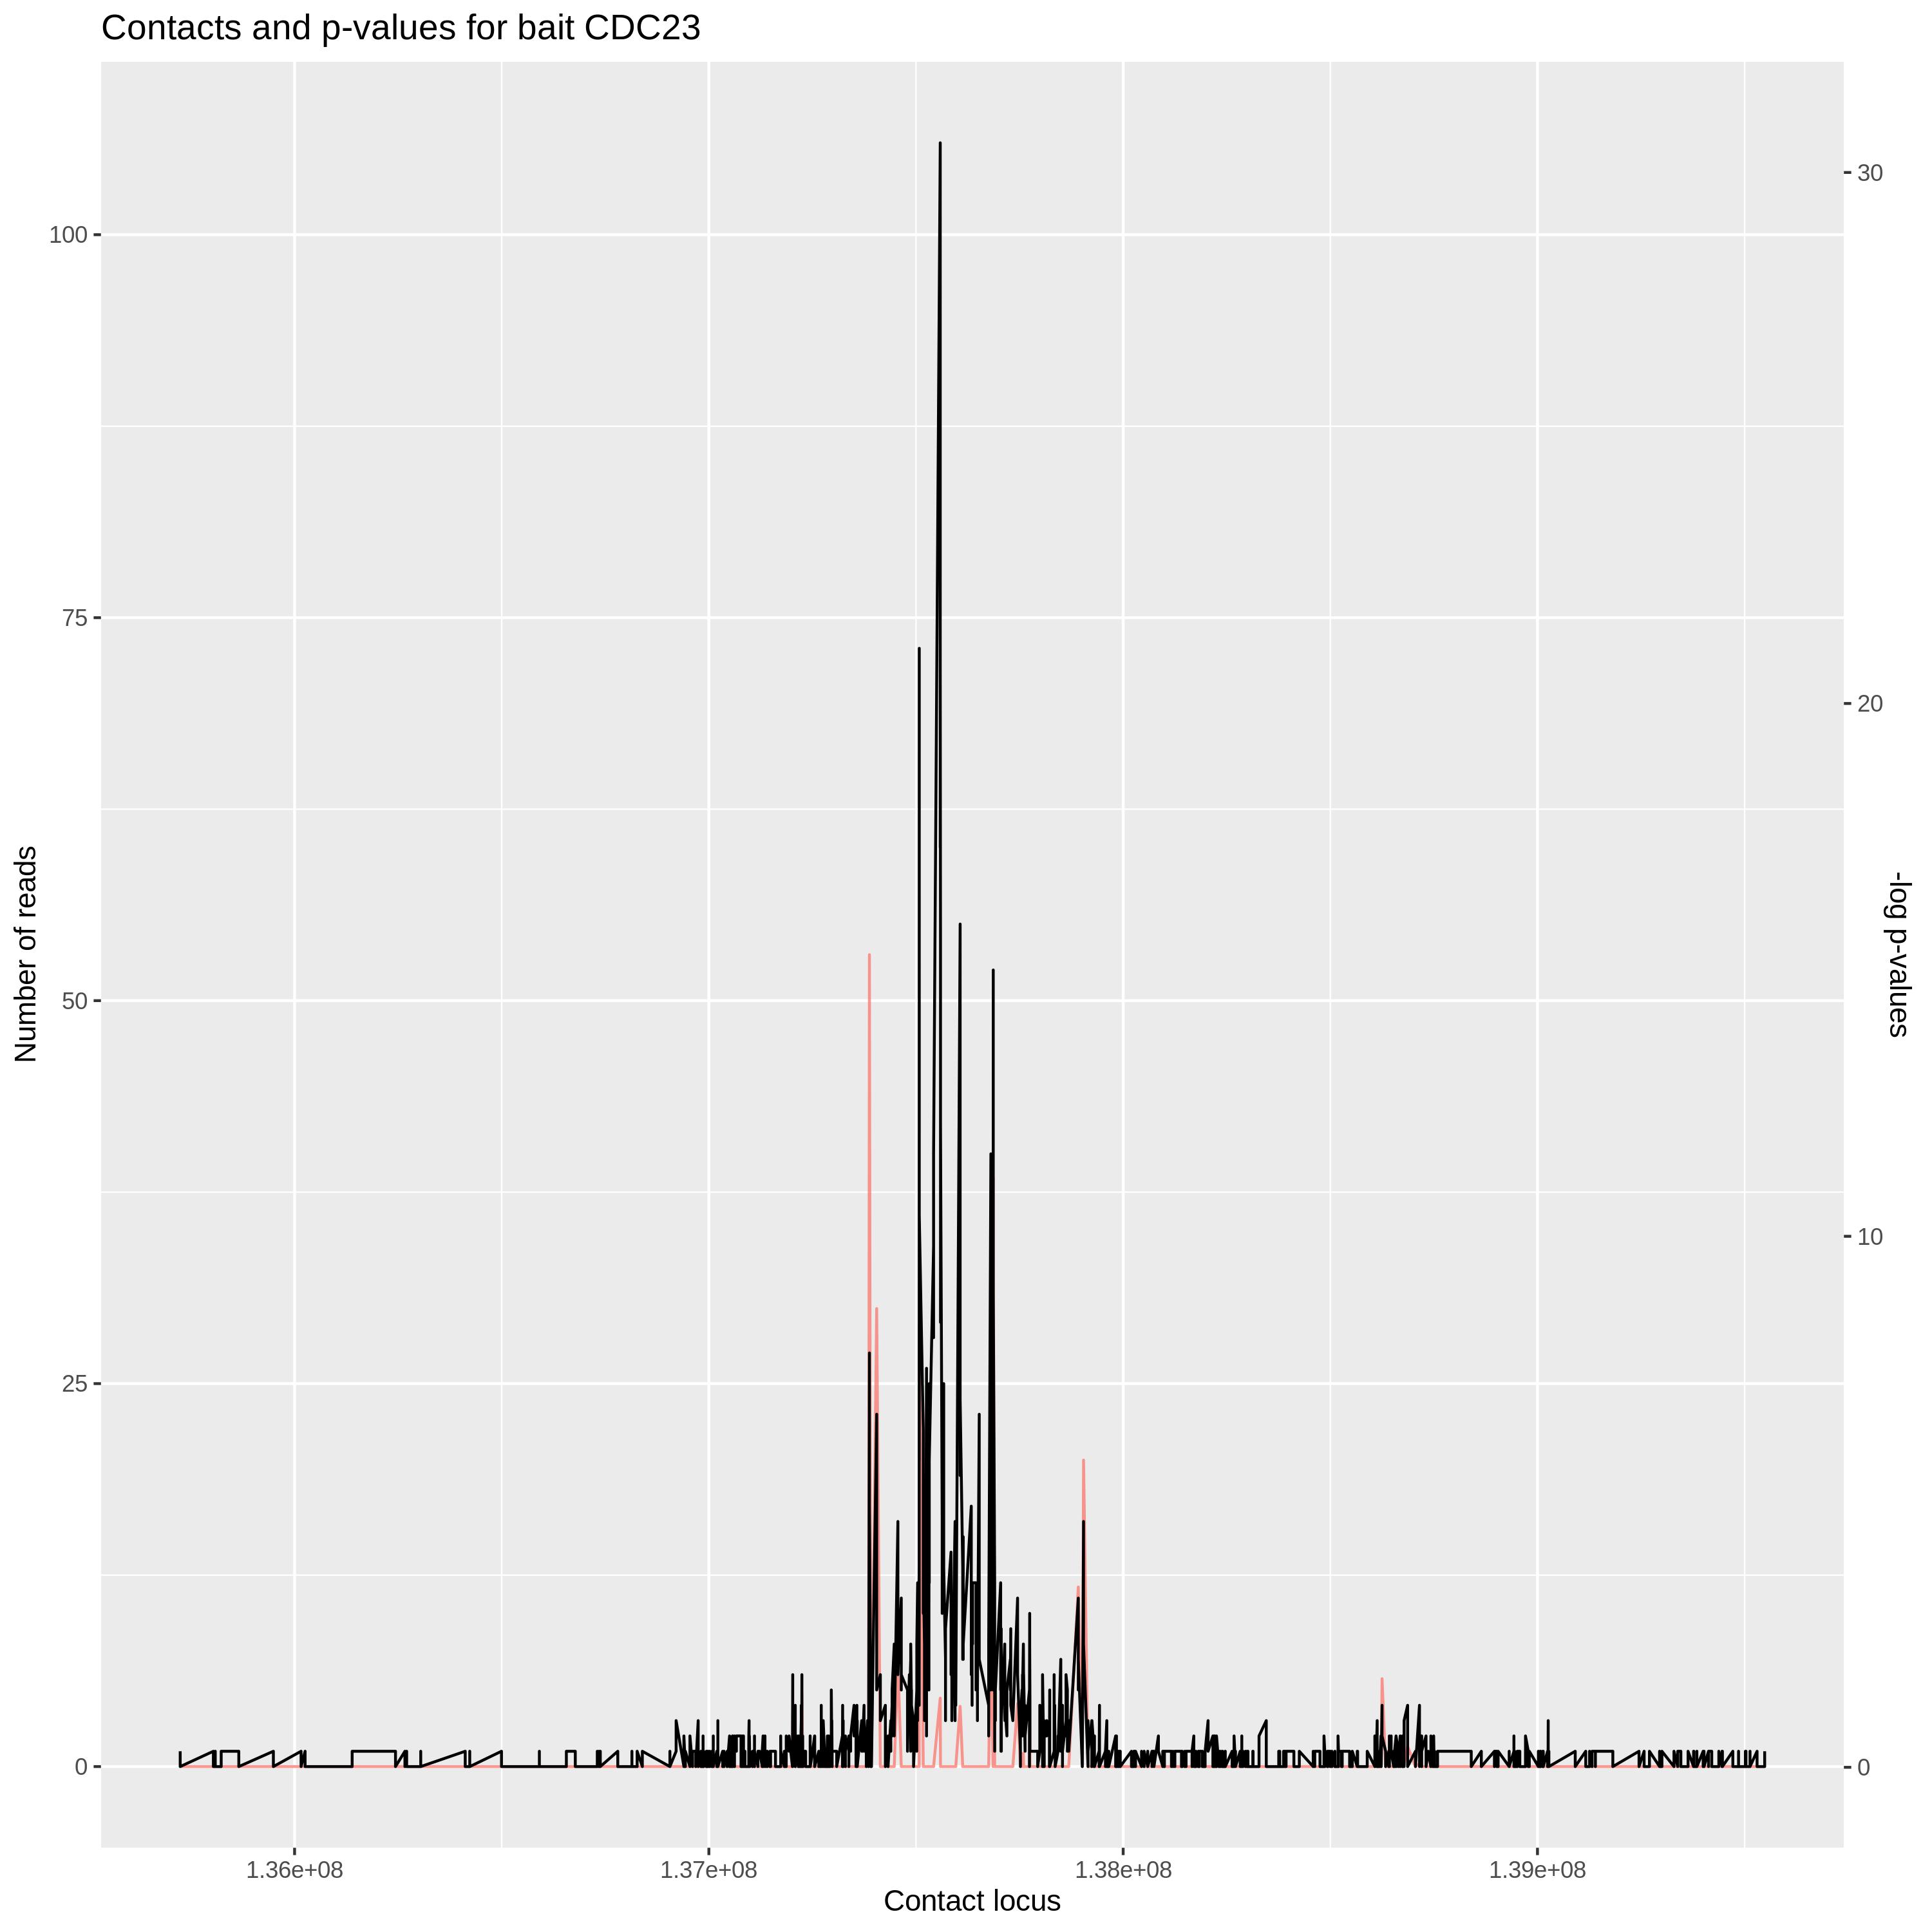 Contacts and p-values for bait CDC23
100
75
50
25
0
Number of reads
30
20
10
0
-log p-values
1.36e+08 1.37e+08 1.38e+08 1.39e+08
Contact locus